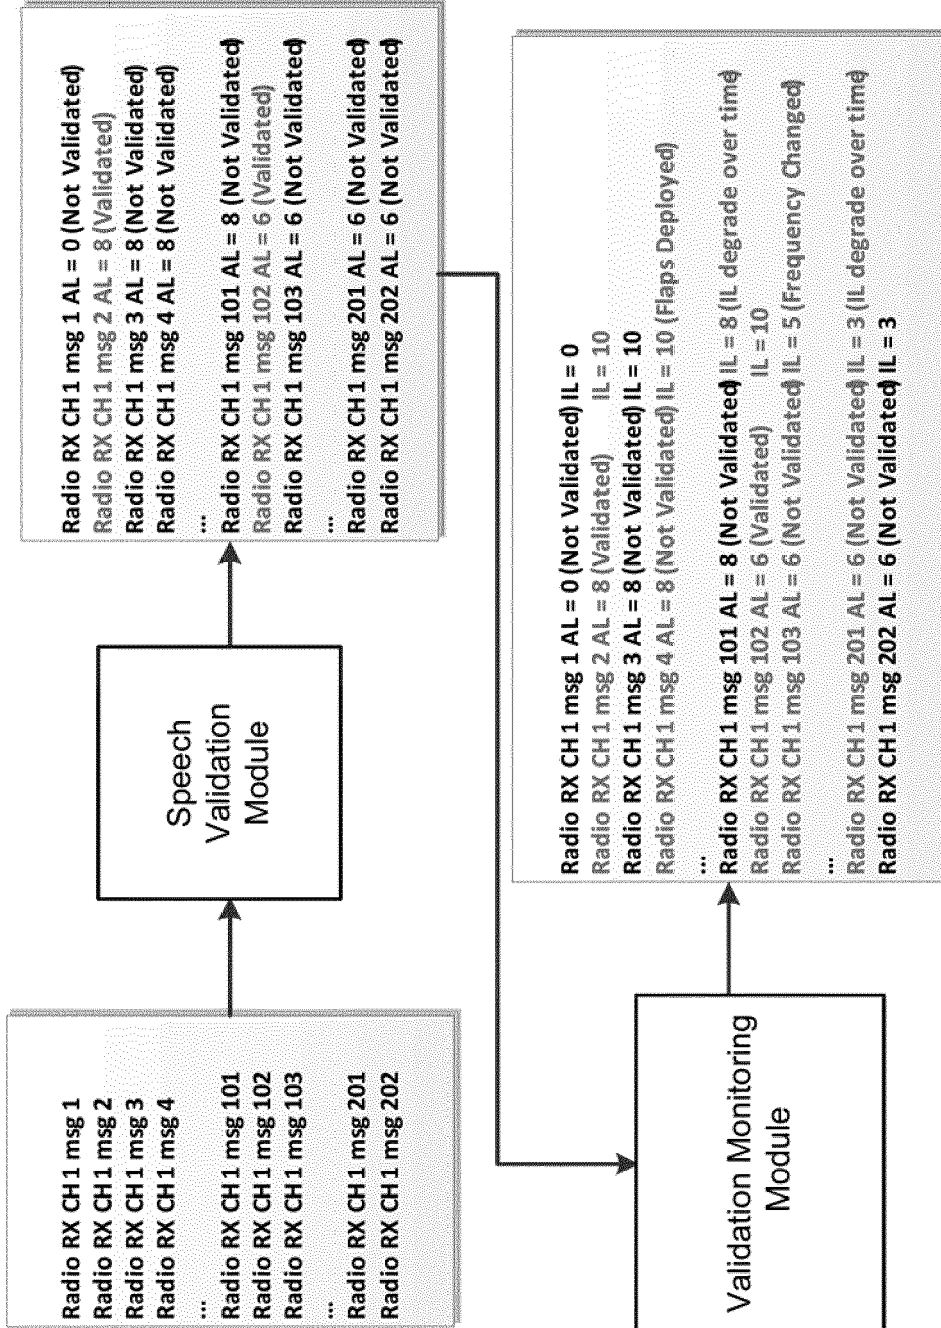 Radio RX CH1 msg 1
Radio RX CH1 msg 2
Radio RX CH1 msg 3
Radio RX CH1 msg 4
...
Radio RX CH1 msg 101
Radio RX CH1 msg 102
Radio RX CH1 msg 103
...
Radio RX CH1 msg 201
Radio RX CH1 msg 202
Speech
Validation
Module
Radio RX CH1 msg 1 AL = 0 (Not Validated)
Radio RX CH1 msg 2 AL = 8 (Validated)
Radio RX CH1 msg 3 AL = 8 (Not Validated)
Radio RX CH1 msg 4 AL = 8 (Not Validated)
...
Radio RX CH1 msg 101 AL = 8 (Not Validated)
Radio RX CH1 msg 102 AL = 6 (Validated)
Radio RX CH1 msg 103 AL = 6 (Not Validated)
...
Radio RX CH1 msg 201 AL = 6 (Not Validated)
Radio RX CH1 msg 202 AL = 6 (Not Validated)
Validation Monitoring
Module
Radio RX CH1 msg 1 AL = 0 (Not Validated) IL = 0
Radio RX CH1 msg 2 AL = 8 (Validated) IL = 10
Radio RX CH1 msg 3 AL = 8 (Not Validated) IL = 10
Radio RX CH1 msg 4 AL = 8 (Not Validated) IL = 10 (Flaps Deployed)
...
Radio RX CH1 msg 101 AL = 8 (Not Validated) IL = 8 (IL degrade over time)
Radio RX CH1 msg 102 AL = 6 (Validated) IL = 10
Radio RX CH1 msg 103 AL = 6 (Not Validated) IL = 5 (Frequency Changed)
...
Radio RX CH1 msg 201 AL = 6 (Not Validated) IL = 3 (IL degrade over time)
Radio RX CH1 msg 202 AL = 6 (Not Validated) IL = 3